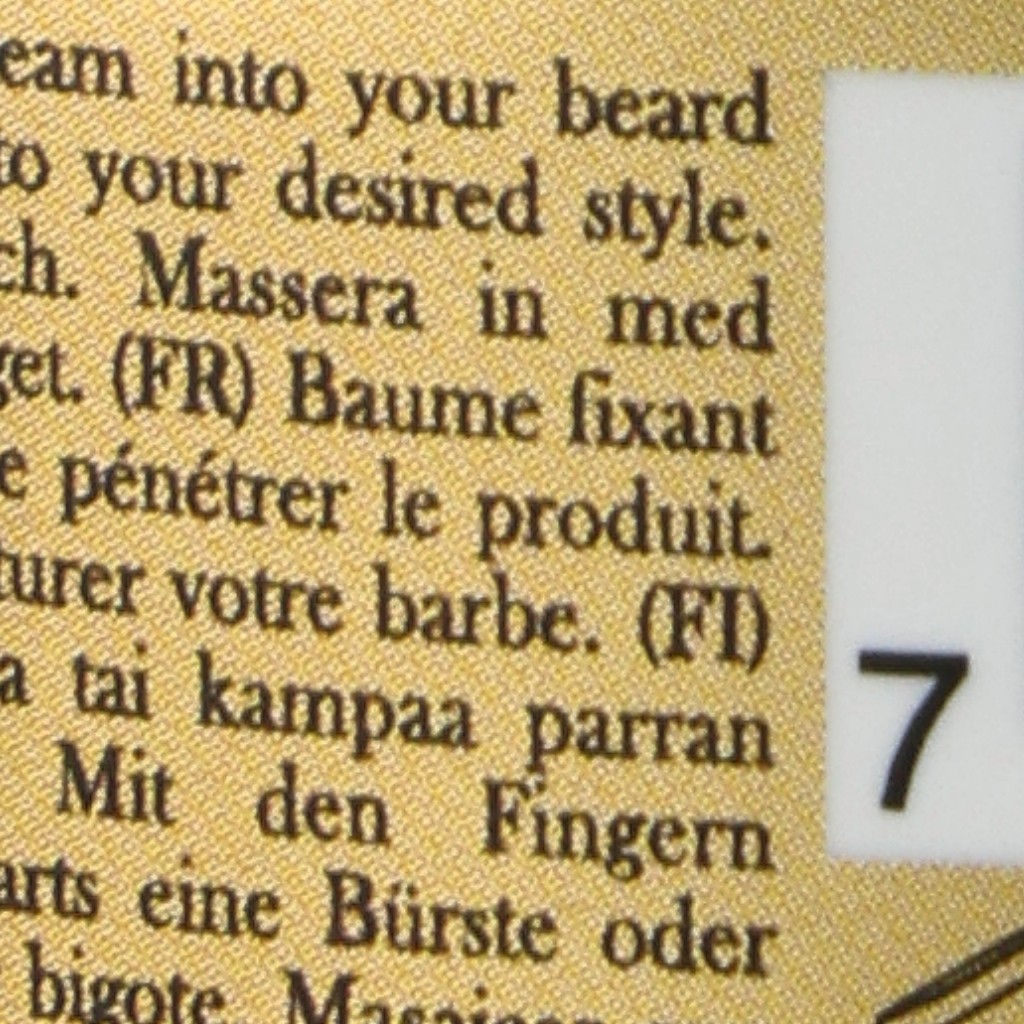 eam into your beard
to your desired style.
ch. Massera in med
get. (FR) Baume fixant
e pénétrer le produit.
turer votre barbe. (FI)
a tai kampaa parran
Mit den Fingern
arts eine Bürste oder
bigote.
7